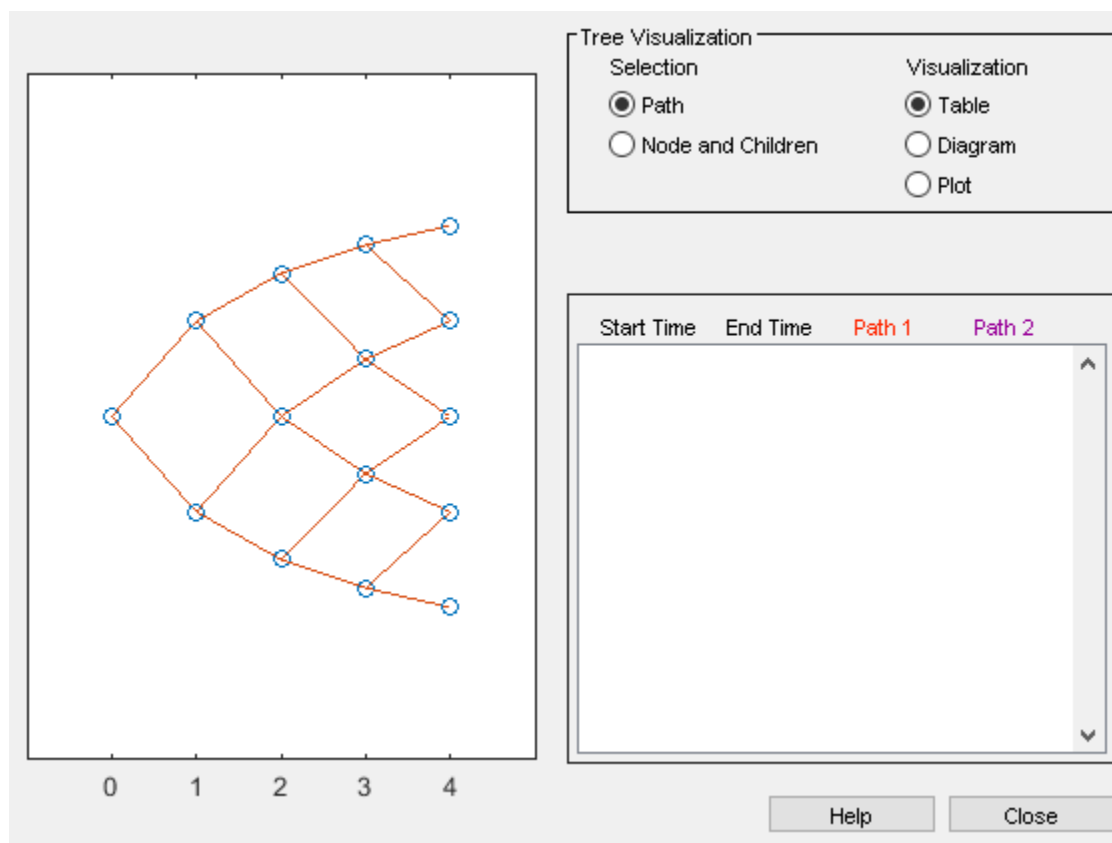 Tree Visualization
Selection
Visualization
Path
Table
Node and Children
Diagram
Plot
Start Time End Time Path 1 Path 2
0 1 2 3 4
Help
Close